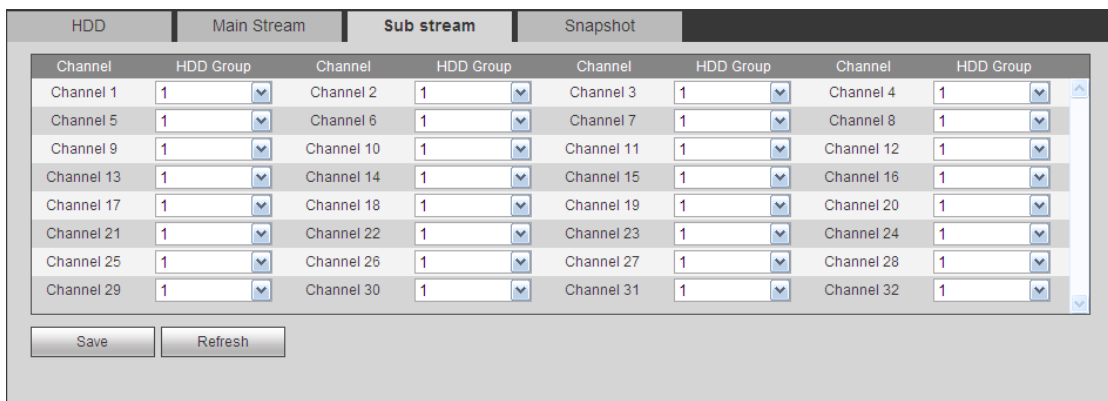 HDD Main Stream Sub stream Snapshot
Channel HDD Group Channel HDD Group Channel HDD Group Channel HDD Group
Channel 1 1 Channel 2 1 Channel 3 1 Channel 4 1
Channel 5 1 Channel 6 1 Channel 7 1 Channel 8 1
Channel 9 1 Channel 10 1 Channel 11 1 Channel 12 1
Channel 13 1 Channel 14 1 Channel 15 1 Channel 16 1
Channel 17 1 Channel 18 1 Channel 19 1 Channel 20 1
Channel 21 1 Channel 22 1 Channel 23 1 Channel 24 1
Channel 25 1 Channel 26 1 Channel 27 1 Channel 28 1
Channel 29 1 Channel 30 1 Channel 31 1 Channel 32 1
Save Refresh